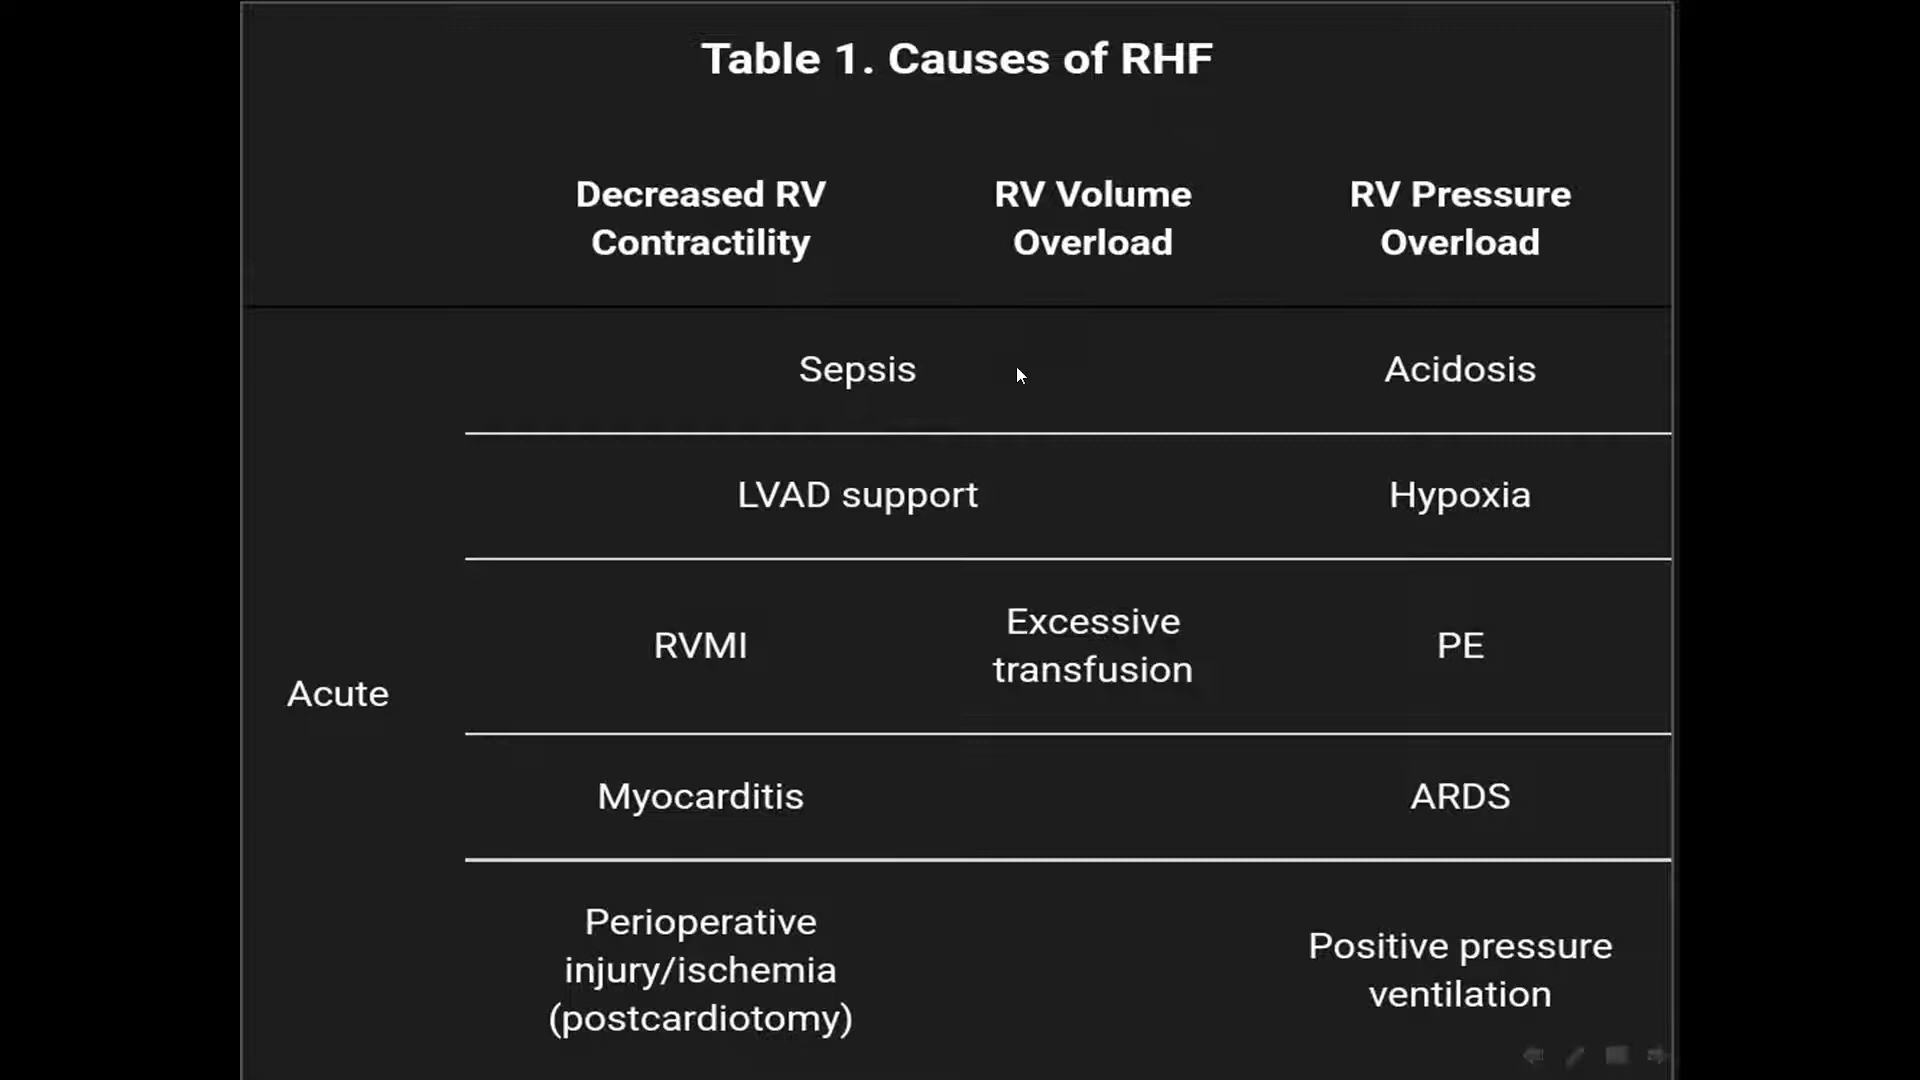 Table 1. Causes of RHF
Decreased RV
Contractility
RV Volume
Overload
RV Pressure
Overload
Acute
Sepsis
Acidosis
LVAD support
Hypoxia
RVMI
Excessive
transfusion
PE
Myocarditis
ARDS
Perioperative
injury/ischemia
(postcardiotomy)
Positive pressure
ventilation